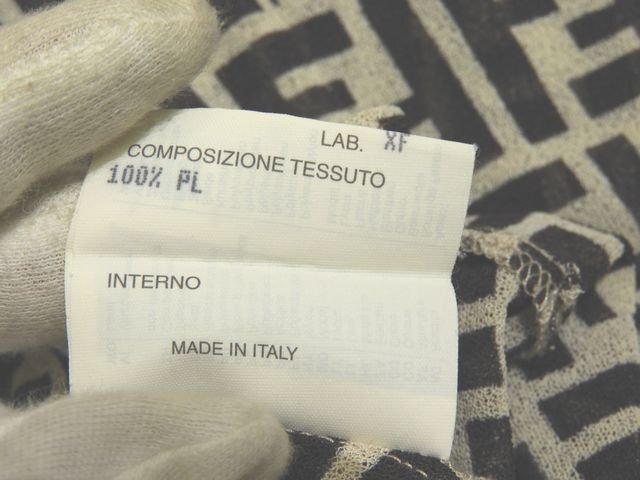 LAB. XF
COMPOSIZIONE TESSUTO
100% PL
INTERNO
MADE IN ITALY